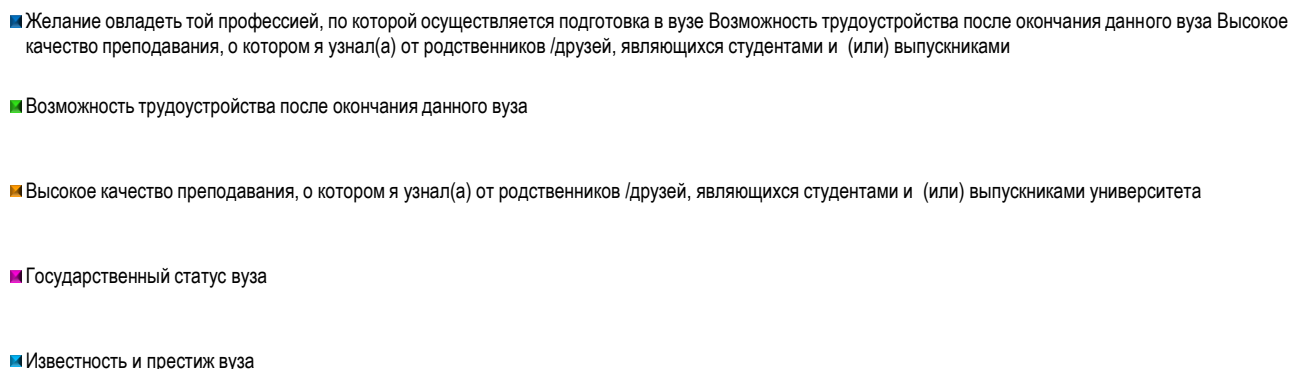 Желание овладеть той профессией, по которой осуществляется подготовка в вузе Возможность трудоустройства после окончания данного вуза Высокое
качество преподавания, о котором я узнал(а) от родственников /друзей, являющихся студентами и (или) выпускниками
Возможность трудоустройства после окончания данного вуза
Высокое качество преподавания, о котором я узнал(а) от родственников /друзей, являющихся студентами и (или) выпускниками университета
Государственный статус вуза
Известность и престиж вуза